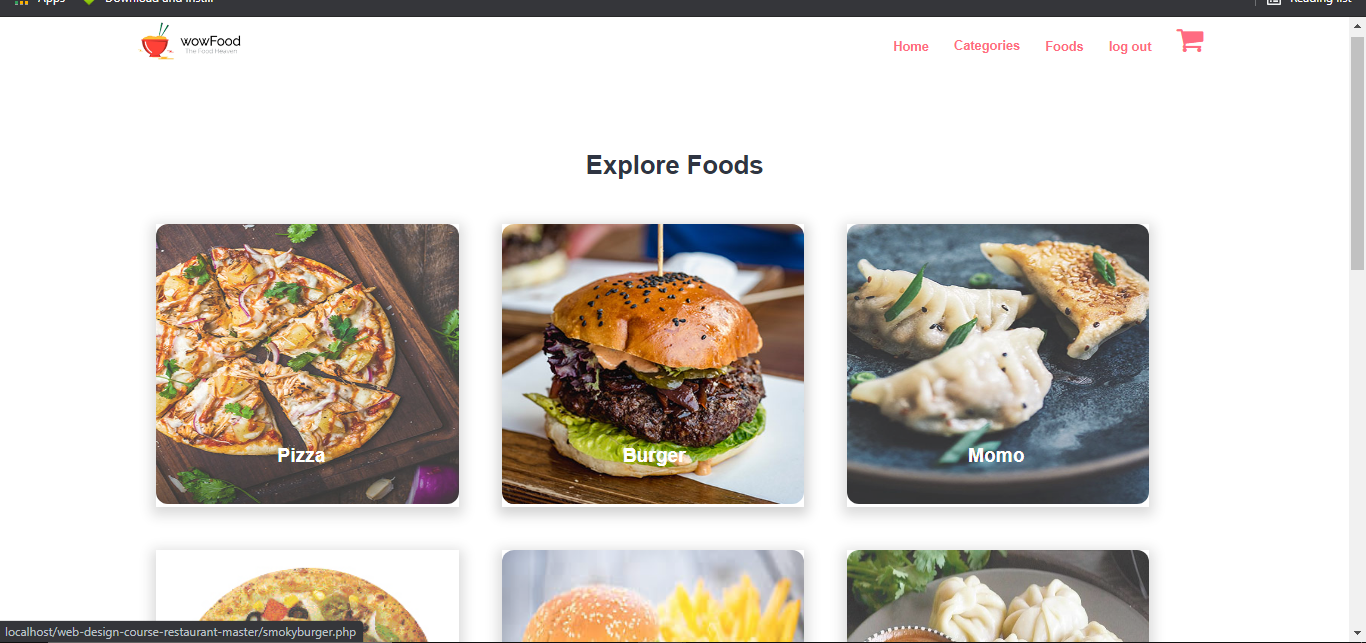 Apps Download and Install Reading list
wowFood
The Food Heaven
Home Categories Foods log out
Explore Foods
Pizza Burger Momo
localhost/web-design-course-restaurant-master/smokyburger.php